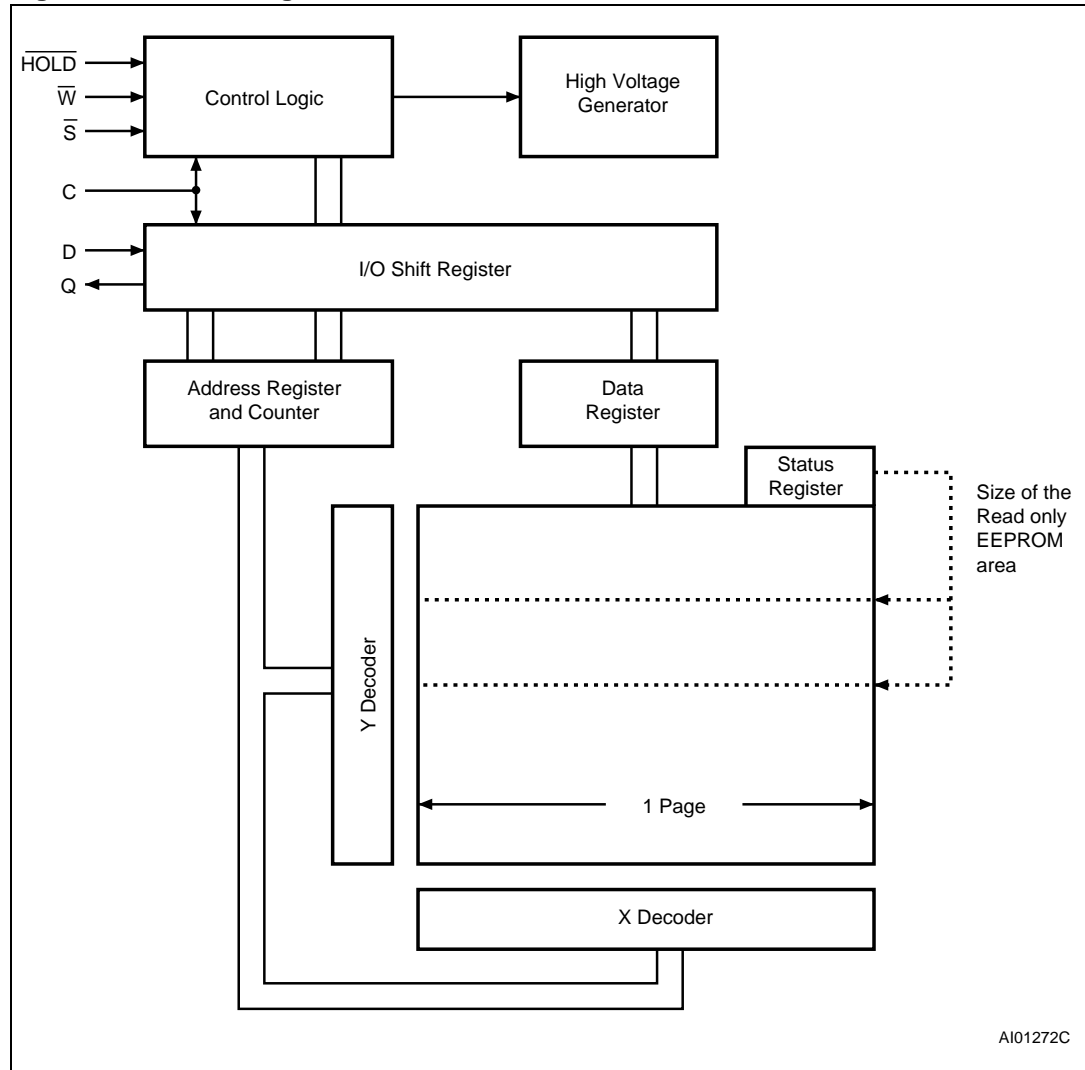 HOLD
W
S
C
D
Q
Control Logic
High Voltage
Generator
I/O Shift Register
Address Register
and Counter
Data
Register
Status
Register
Size of the
Read only
EEPROM
area
Y Decoder
1 Page
X Decoder
AI01272C